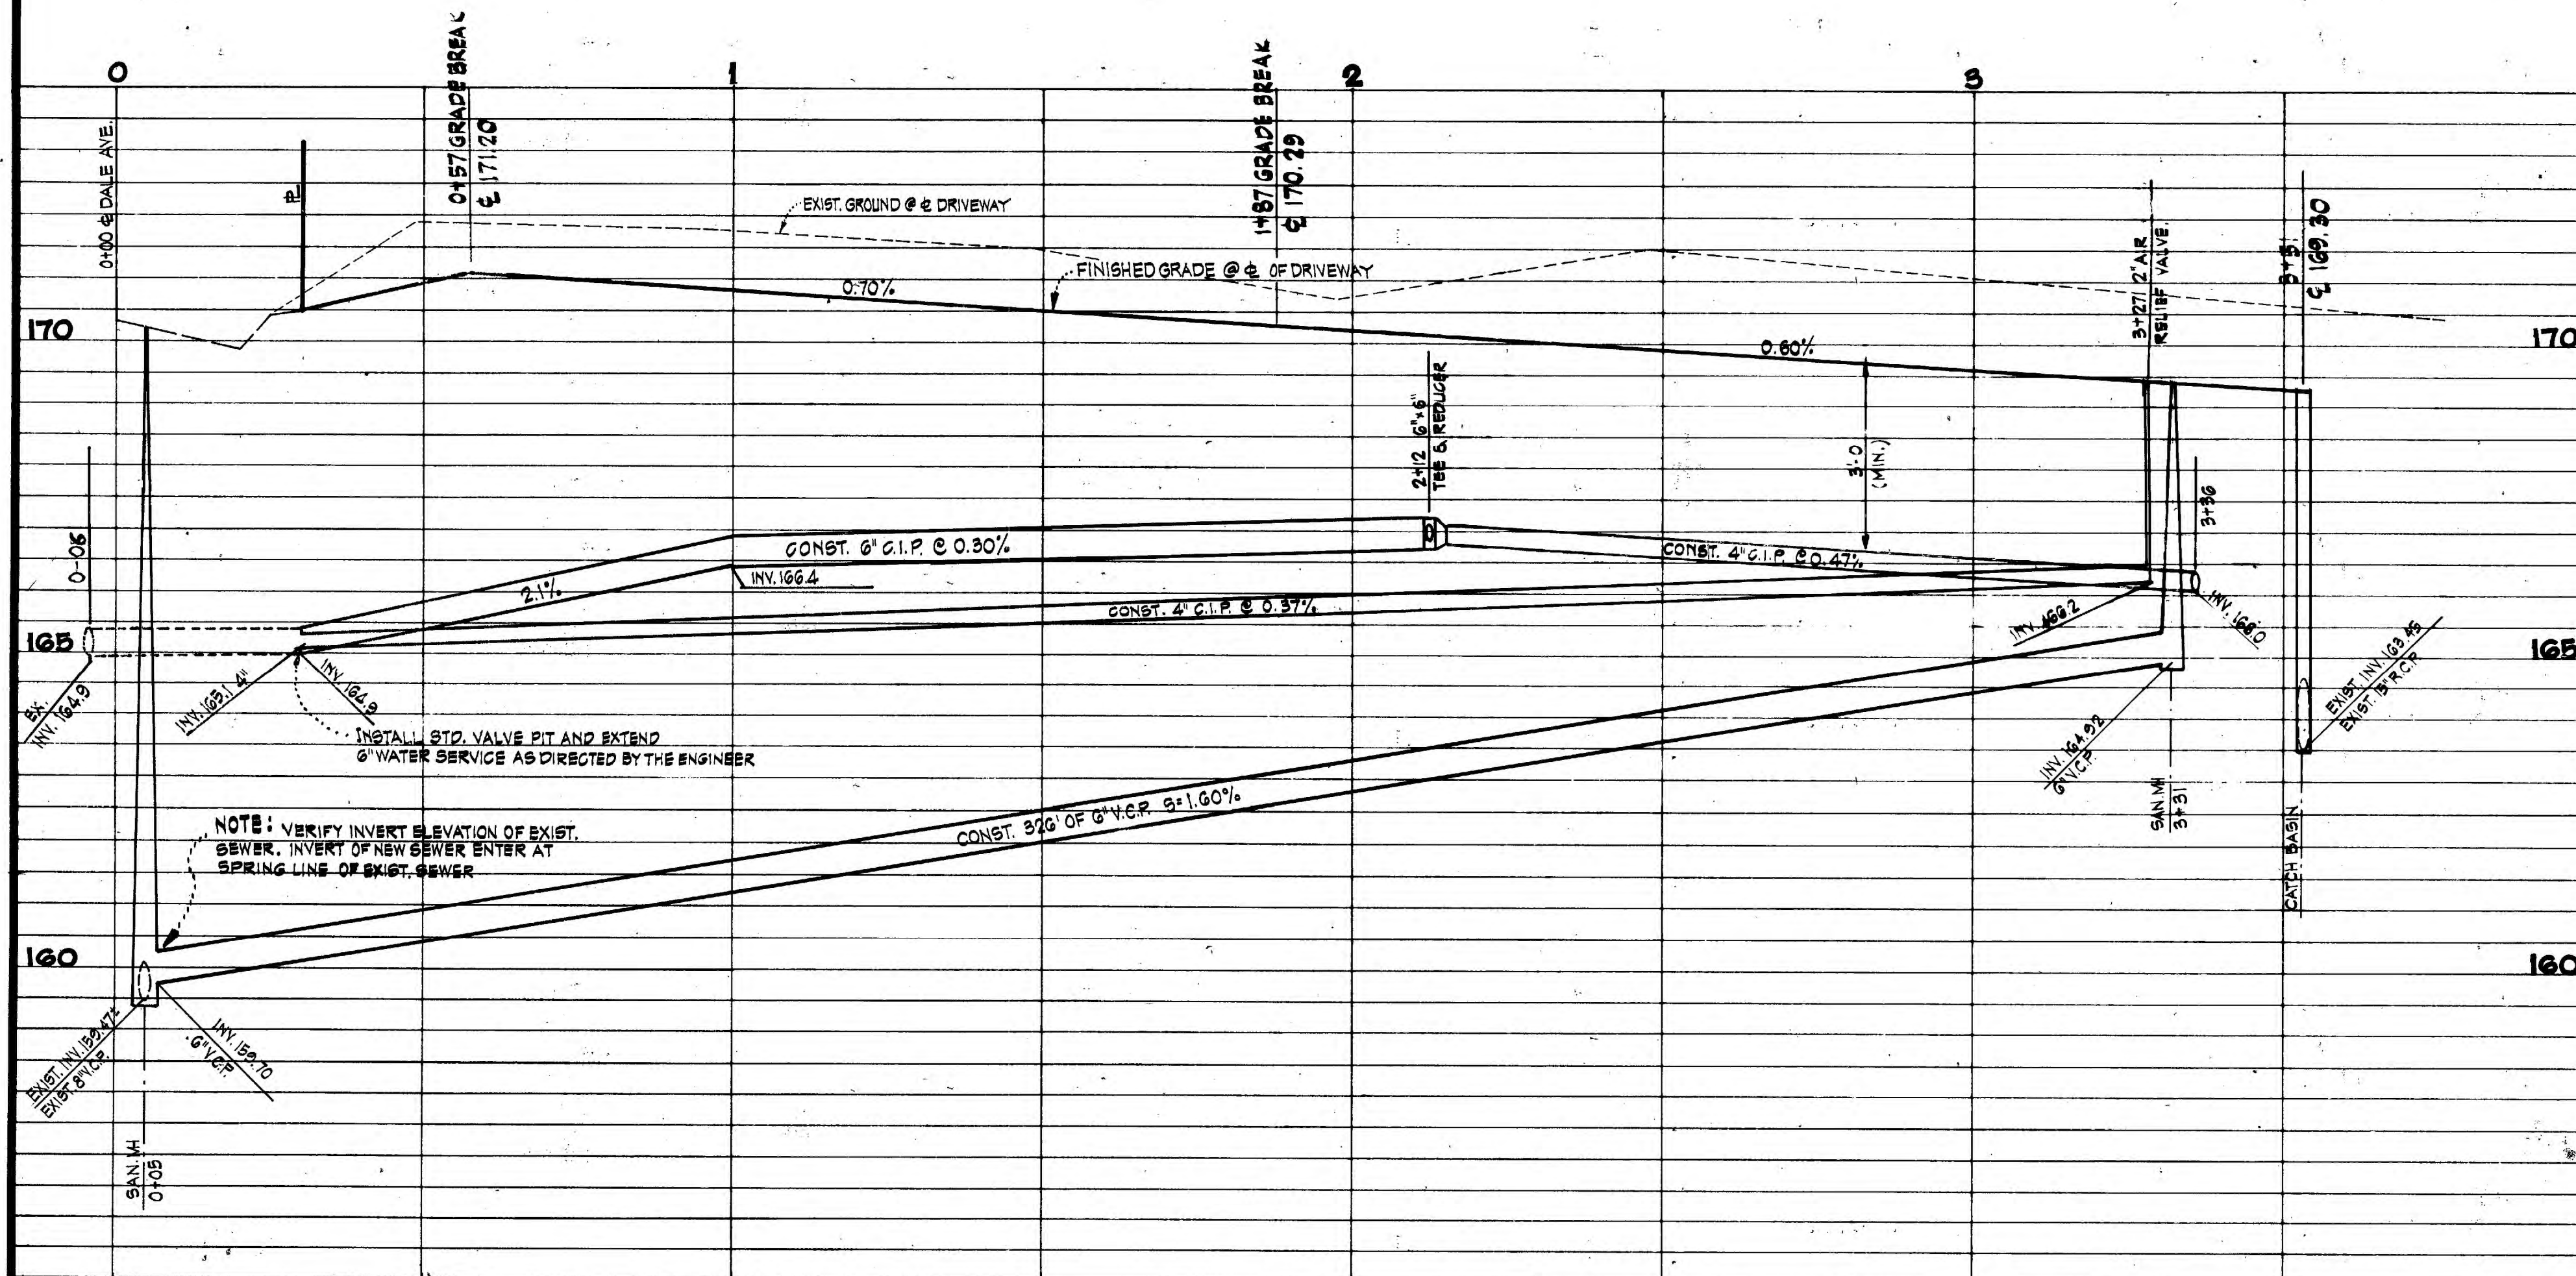 0
1
2
3
0+00 ℄ DALE AVE.
℄
0+57 GRADE BREAK
℄ 171.20
EXIST. GROUND @ ℄ DRIVEWAY
1+87 GRADE BREAK
℄ 170.29
FINISHED GRADE @ ℄ OF DRIVEWAY
0.70%
0.60%
3+27 2" AIR
RELIEF VALVE.
3+51
℄ 169.30
170
170
2+12 6"x6"
TEE & REDUCER
3'-0
(MIN.)
3+36
0-06
CONST. 6" C.I.P. @ 0.30%
CONST. 4" C.I.P. @ 0.47%
INV. 166.4
2.1%
CONST. 4" C.I.P. @ 0.37%
INV. 166.2
INV. 166.0
165
165
EX.
INV. 164.9
INV. 165.1 4"
INV. 164.9
INSTALL STD. VALVE PIT AND EXTEND
6" WATER SERVICE AS DIRECTED BY THE ENGINEER
EXIST. INV. 163.45
EXIST. 15" R.C.P.
INV. 164.92
6" V.C.P.
SAN. MH
3+31
CATCH BASIN
CONST. 326' OF 6" V.C.P. S=1.60%
NOTE: VERIFY INVERT ELEVATION OF EXIST.
SEWER. INVERT OF NEW SEWER ENTER AT
SPRING LINE OF EXIST. SEWER
160
160
EXIST. INV. 159.47±
EXIST. 8" V.C.P.
INV. 159.70
6" V.C.P.
SAN. MH
0+05